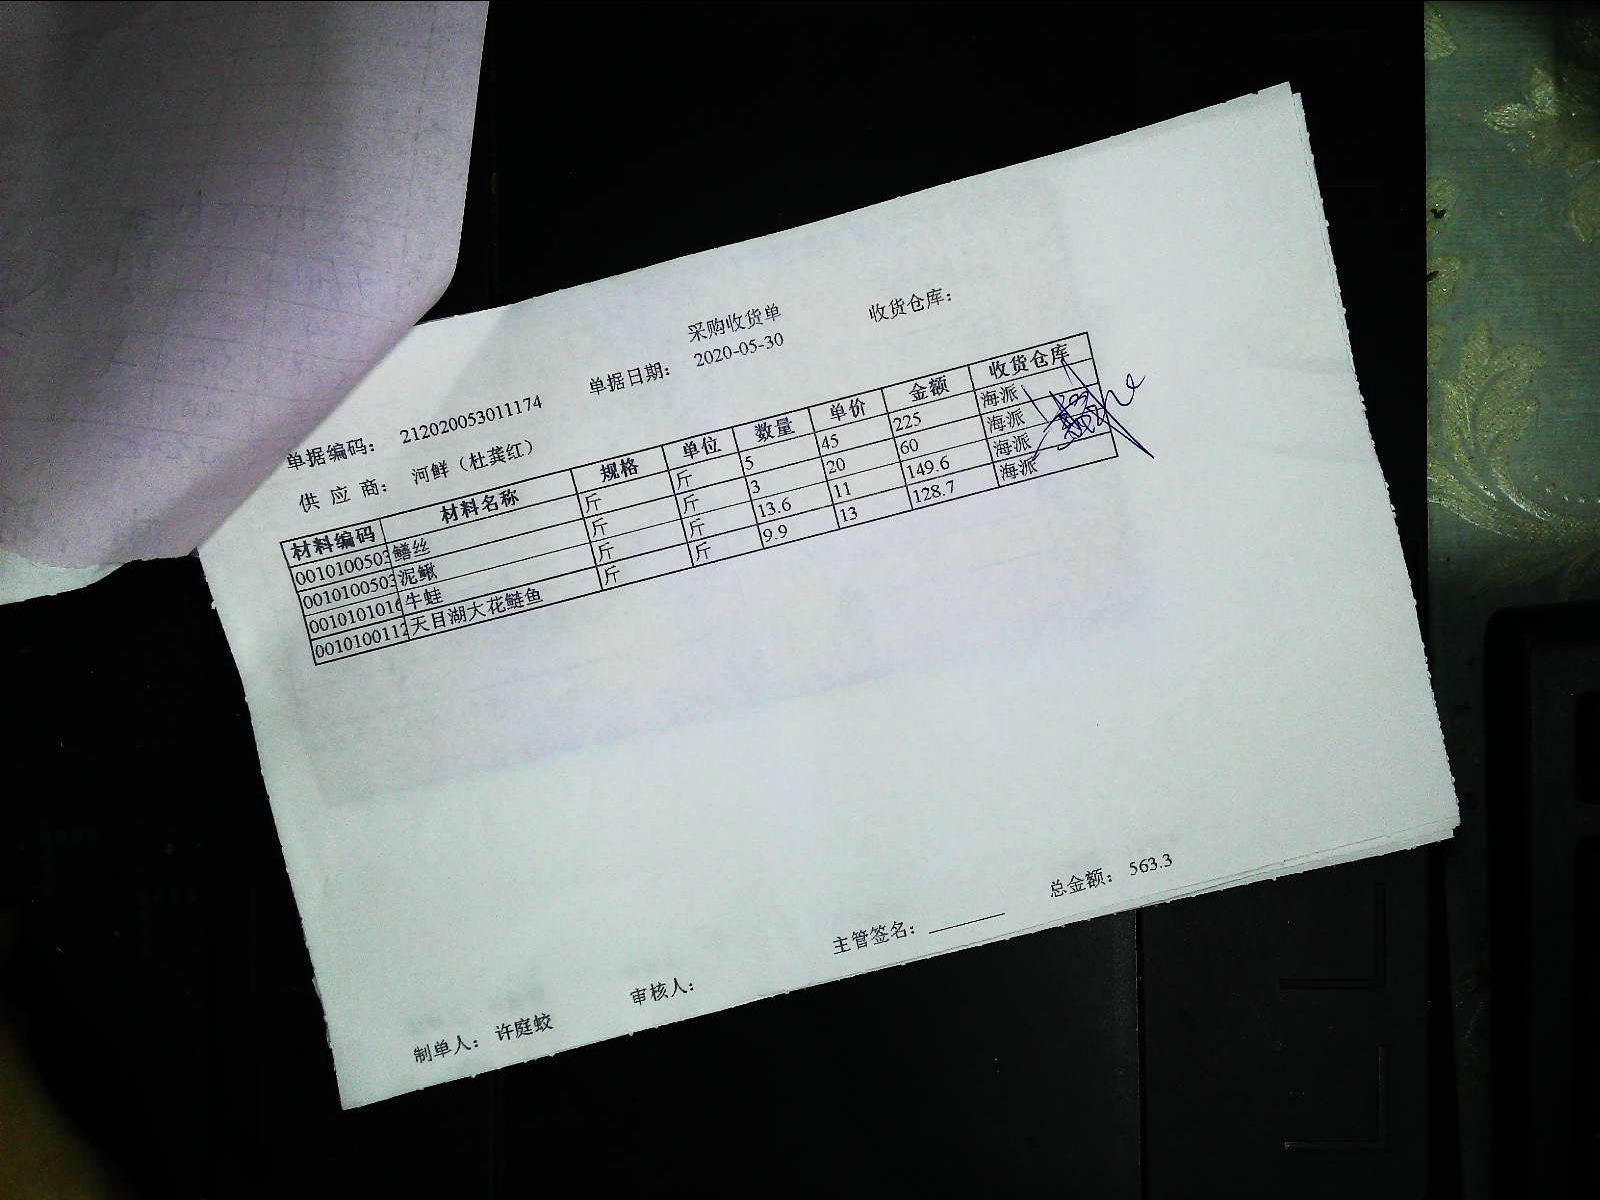 采购收货单
收货仓库：
单据编码： 212020053011174 单据日期： 2020-05-30
供 应 商： 河鲜（杜龚红）
材料编码 材料名称 规格 单位 数量 单价 金额 收货仓库
0010100503 鳝丝 斤 斤 5 45 225 海派
0010100503 泥鳅 斤 斤 3 20 60 海派
0010101016 牛蛙 斤 斤 13.6 11 149.6 海派
0010100112 天目湖大花鲢鱼 斤 斤 9.9 13 128.7 海派
总金额： 563.3
制单人： 许庭蛟 审核人： 主管签名：